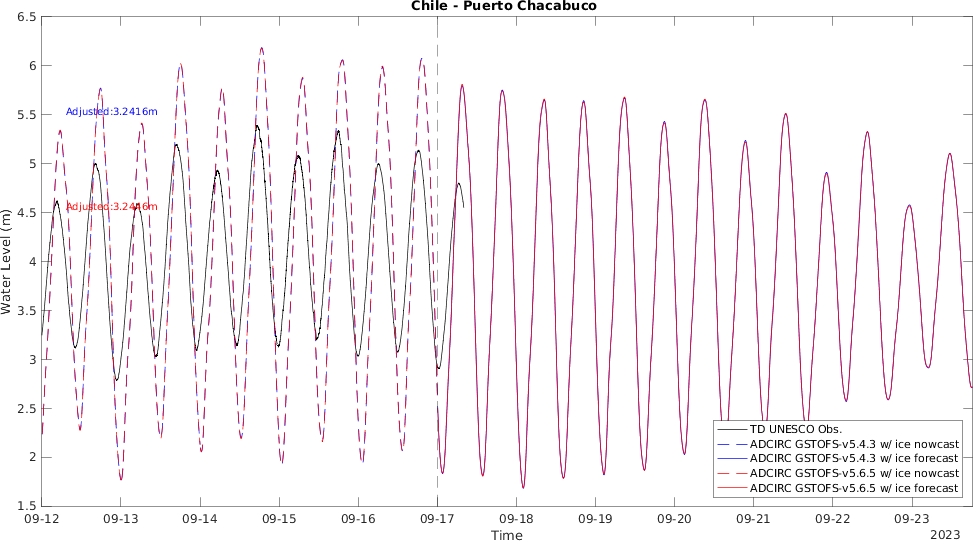 Chile - Puerto Chacabuco
6.5
6
5.5
5
4.5
4
3.5
3
2.5
2
1.5
Water Level (m)
Adjusted:3.2416m
Adjusted:3.2416m
TD UNESCO Obs.
ADCIRC GSTOFS-v5.4.3 w/ ice nowcast
ADCIRC GSTOFS-v5.4.3 w/ ice forecast
ADCIRC GSTOFS-v5.6.5 w/ ice nowcast
ADCIRC GSTOFS-v5.6.5 w/ ice forecast
09-12 09-13 09-14 09-15 09-16 09-17 09-18 09-19 09-20 09-21 09-22 09-23
Time
2023